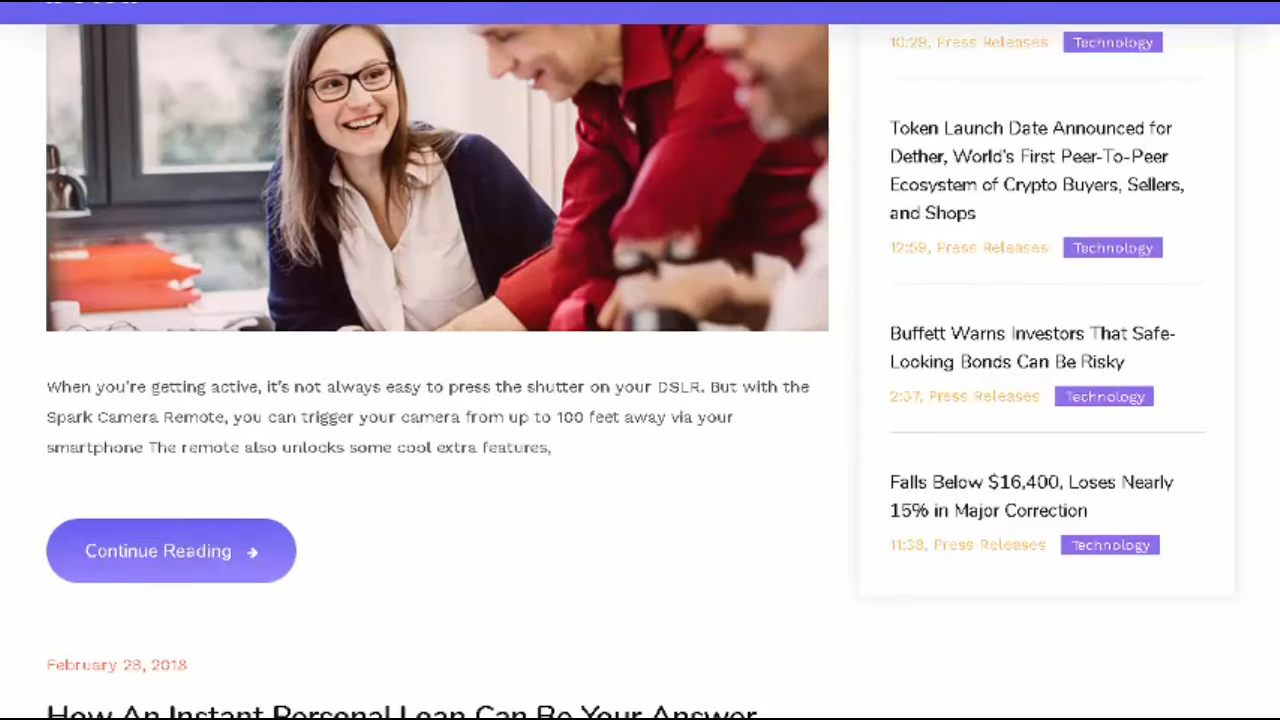 When you're getting active, it's not always easy to press the shutter on your DSLR. But with the
Spark Camera Remote, you can trigger your camera from up to 100 feet away via your
smartphone The remote also unlocks some cool extra features,
Continue Reading
February 28, 2018
How An Instant Personal Loan Can Be Your Answer
10:29, Press Releases Technology
Token Launch Date Announced for
Dether, World's First Peer-To-Peer
Ecosystem of Crypto Buyers, Sellers,
and Shops
12:59, Press Releases Technology
Buffett Warns Investors That Safe-
Looking Bonds Can Be Risky
2:37, Press Releases Technology
Falls Below $16,400, Loses Nearly
15% in Major Correction
11:38, Press Releases Technology